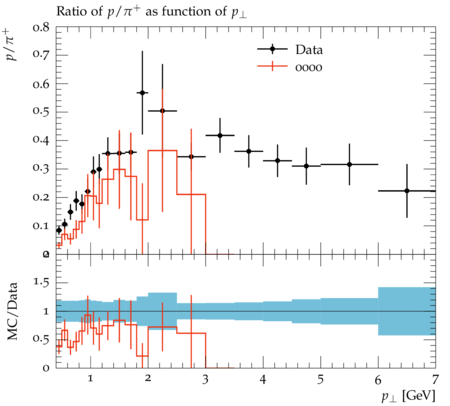 Ratio of p/π⁺ as function of p⊥
p/π⁺
0.8
0.7
0.6
0.5
0.4
0.3
0.2
0.1
Data
oooo
MC/Data
1.5
1
0.5
0
1 2 3 4 5 6 7
p⊥ [GeV]